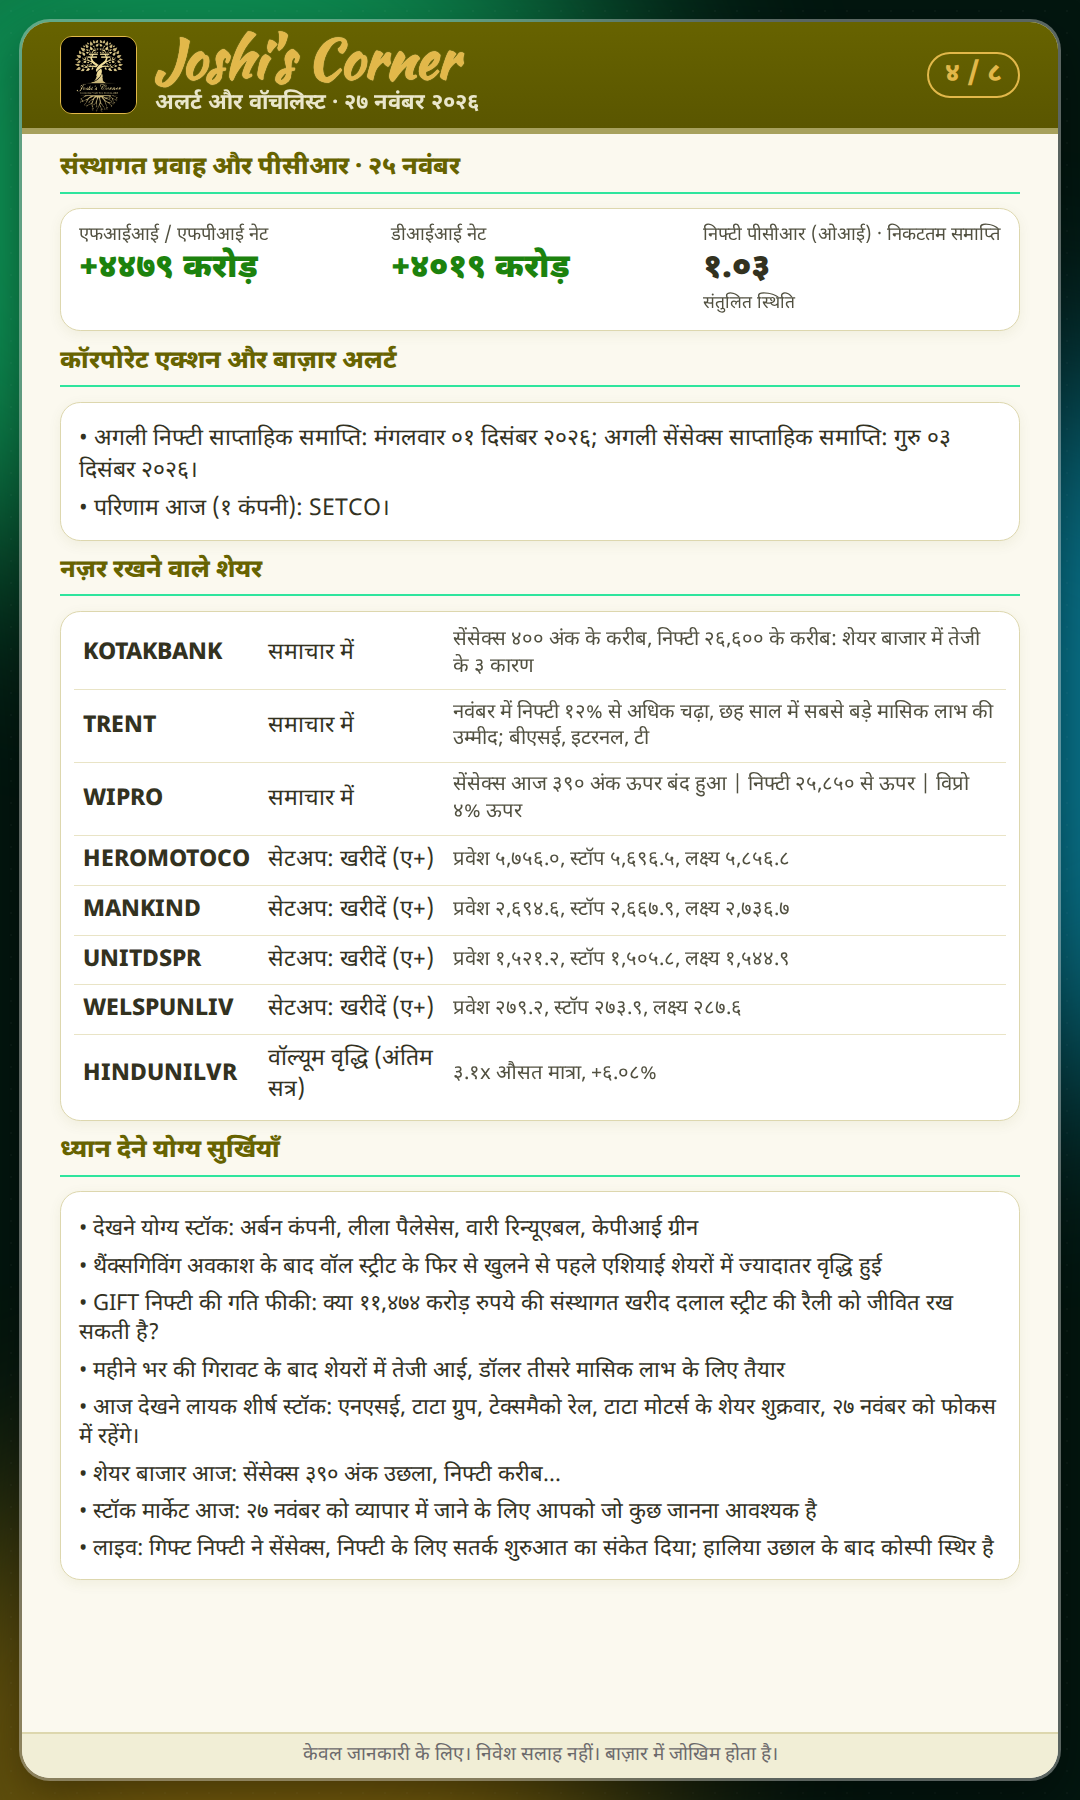 Joshi's Corner
Joshi's Corner
अलर्ट और वॉचलिस्ट · २७ नवंबर २०२६
४ / ८
संस्थागत प्रवाह और पीसीआर · २५ नवंबर
एफआईआई / एफपीआई नेट
+४४७९ करोड़
डीआईआई नेट
+४०१९ करोड़
निफ्टी पीसीआर (ओआई) · निकटतम समाप्ति
१.०३
संतुलित स्थिति
कॉरपोरेट एक्शन और बाज़ार अलर्ट
• अगली निफ्टी साप्ताहिक समाप्ति: मंगलवार ०१ दिसंबर २०२६; अगली सेंसेक्स साप्ताहिक समाप्ति: गुरु ०३
दिसंबर २०२६।
• परिणाम आज (१ कंपनी): SETCO।
नज़र रखने वाले शेयर
KOTAKBANK समाचार में सेंसेक्स ४०० अंक के करीब, निफ्टी २६,६०० के करीब: शेयर बाजार में तेजी
के ३ कारण
TRENT समाचार में नवंबर में निफ्टी १२% से अधिक चढ़ा, छह साल में सबसे बड़े मासिक लाभ की
उम्मीद; बीएसई, इटरनल, टी
WIPRO समाचार में सेंसेक्स आज ३९० अंक ऊपर बंद हुआ | निफ्टी २५,८५० से ऊपर | विप्रो
४% ऊपर
HEROMOTOCO सेटअप: खरीदें (ए+) प्रवेश ५,७५६.०, स्टॉप ५,६९६.५, लक्ष्य ५,८५६.८
MANKIND सेटअप: खरीदें (ए+) प्रवेश २,६९४.६, स्टॉप २,६६७.९, लक्ष्य २,७३६.७
UNITDSPR सेटअप: खरीदें (ए+) प्रवेश १,५२१.२, स्टॉप १,५०५.८, लक्ष्य १,५४४.९
WELSPUNLIV सेटअप: खरीदें (ए+) प्रवेश २७९.२, स्टॉप २७३.९, लक्ष्य २८७.६
HINDUNILVR वॉल्यूम वृद्धि (अंतिम
सत्र) ३.१x औसत मात्रा, +६.०८%
ध्यान देने योग्य सुर्खियाँ
• देखने योग्य स्टॉक: अर्बन कंपनी, लीला पैलेसेस, वारी रिन्यूएबल, केपीआई ग्रीन
• थैंक्सगिविंग अवकाश के बाद वॉल स्ट्रीट के फिर से खुलने से पहले एशियाई शेयरों में ज्यादातर वृद्धि हुई
• GIFT निफ्टी की गति फीकी: क्या ११,४७४ करोड़ रुपये की संस्थागत खरीद दलाल स्ट्रीट की रैली को जीवित रख
सकती है?
• महीने भर की गिरावट के बाद शेयरों में तेजी आई, डॉलर तीसरे मासिक लाभ के लिए तैयार
• आज देखने लायक शीर्ष स्टॉक: एनएसई, टाटा ग्रुप, टेक्समैको रेल, टाटा मोटर्स के शेयर शुक्रवार, २७ नवंबर को फोकस
में रहेंगे।
• शेयर बाजार आज: सेंसेक्स ३९० अंक उछला, निफ्टी करीब...
• स्टॉक मार्केट आज: २७ नवंबर को व्यापार में जाने के लिए आपको जो कुछ जानना आवश्यक है
• लाइव: गिफ्ट निफ्टी ने सेंसेक्स, निफ्टी के लिए सतर्क शुरुआत का संकेत दिया; हालिया उछाल के बाद कोस्पी स्थिर है
केवल जानकारी के लिए। निवेश सलाह नहीं। बाज़ार में जोखिम होता है।